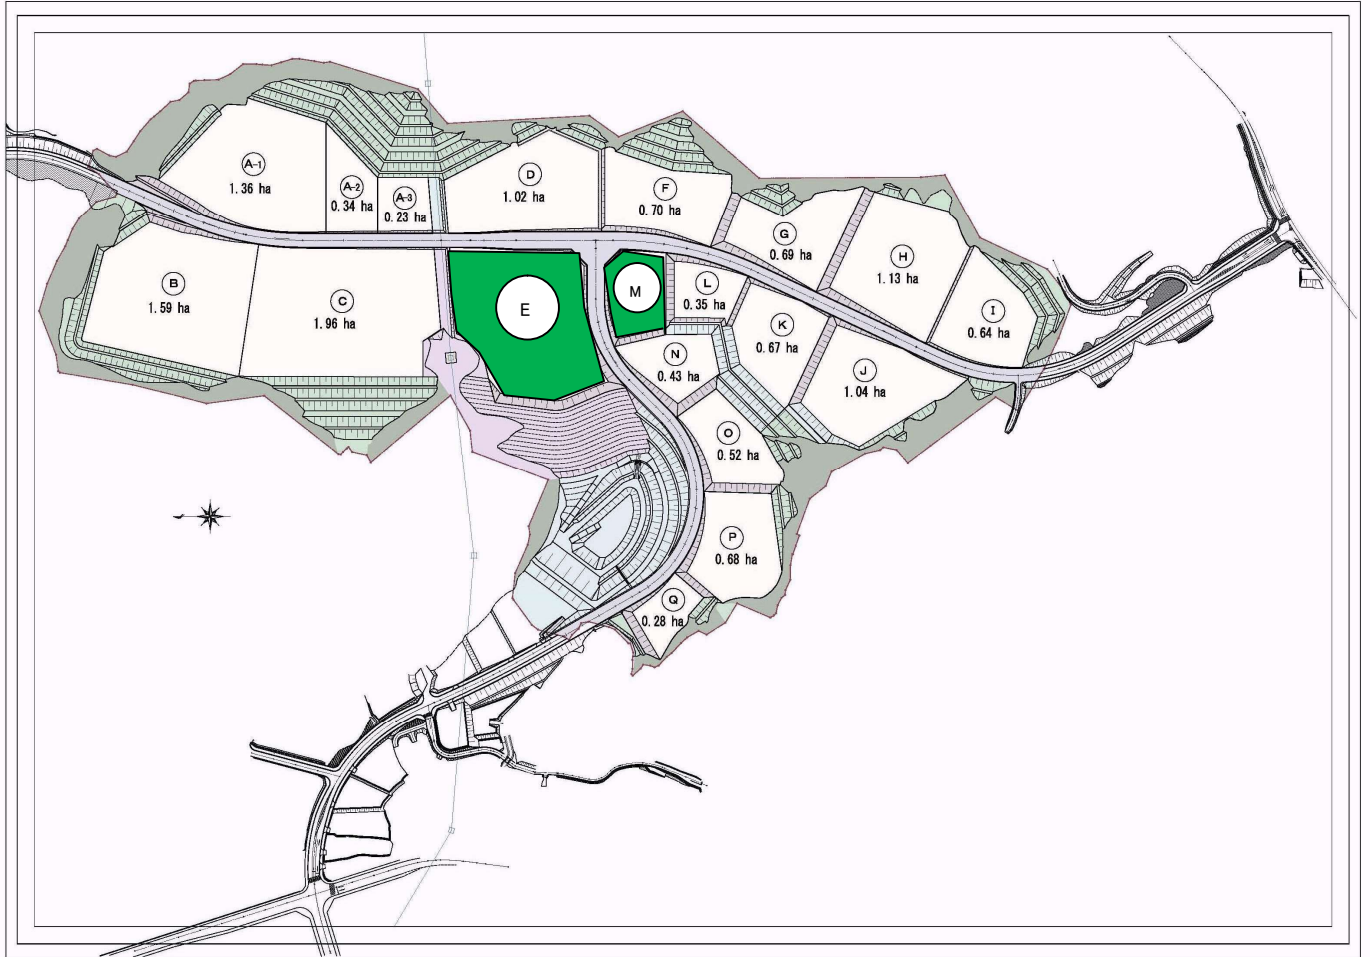 A-1
1.36 ha
A-2
0.34 ha
A-3
0.23 ha
D
1.02 ha
F
0.70 ha
G
0.69 ha
H
1.13 ha
I
0.64 ha
B
1.59 ha
C
1.96 ha
E
M
L
0.35 ha
K
0.67 ha
J
1.04 ha
N
0.43 ha
O
0.52 ha
P
0.68 ha
Q
0.28 ha